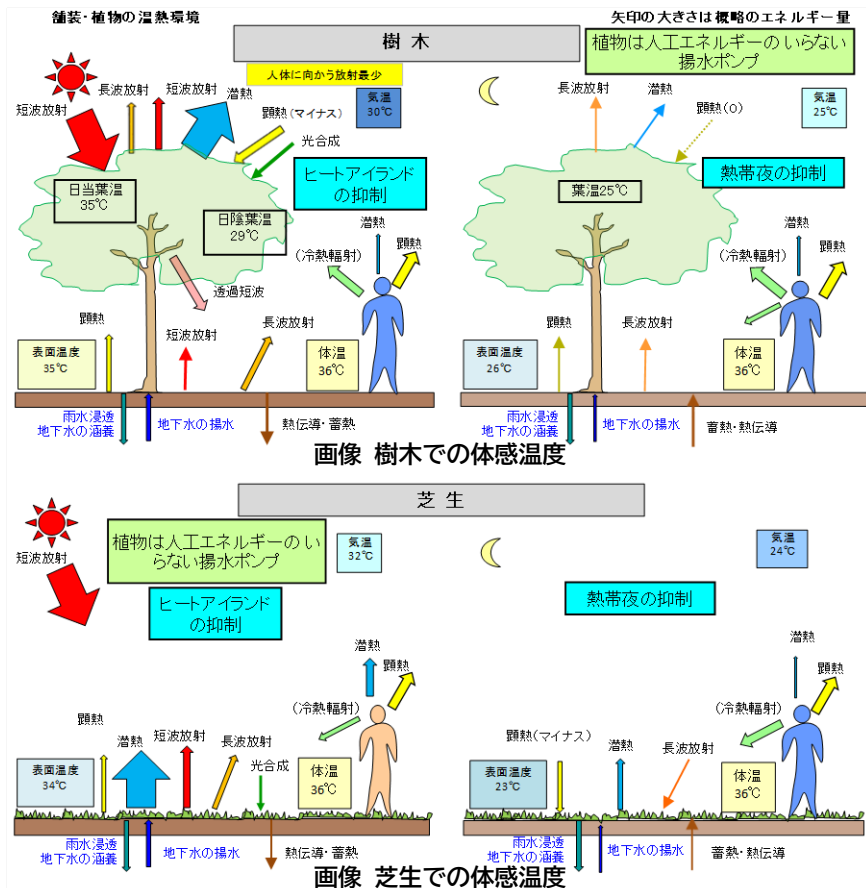 舗装・植物の温熱環境
矢印の大きさは概略のエネルギー量
樹木
植物は人工エネルギーの いらない
揚水ポンプ
人体に向かう放射最少
短波放射
長波放射
短波放射
潜熱
顕熱(マイナス)
気温
30℃
光合成
日当葉温
35℃
日陰葉温
29℃
ヒートアイランド
の抑制
透過短波
潜熱
顕熱
(冷熱輻射)
顕熱
短波放射
長波放射
表面温度
35℃
体温
36℃
雨水浸透
地下水の涵養
地下水の揚水
熱伝導・蓄熱
長波放射
潜熱
顕熱(0)
気温
25℃
葉温25℃
熱帯夜の抑制
潜熱
顕熱
(冷熱輻射)
顕熱
長波放射
表面温度
26℃
体温
36℃
雨水浸透
地下水の涵養
地下水の揚水
蓄熱・熱伝導
画像 樹木での体感温度
芝生
短波放射
植物は人工エネルギーの い
らない揚水ポンプ
気温
32℃
ヒートアイランド
の抑制
潜熱
顕熱
(冷熱輻射)
顕熱
潜熱
短波放射
長波放射
光合成
表面温度
34℃
体温
36℃
雨水浸透
地下水の涵養
地下水の揚水
熱伝導・蓄熱
気温
24℃
熱帯夜の抑制
潜熱
顕熱
(冷熱輻射)
顕熱(マイナス)
潜熱
長波放射
表面温度
23℃
体温
36℃
雨水浸透
地下水の涵養
地下水の揚水
蓄熱・熱伝導
画像 芝生での体感温度